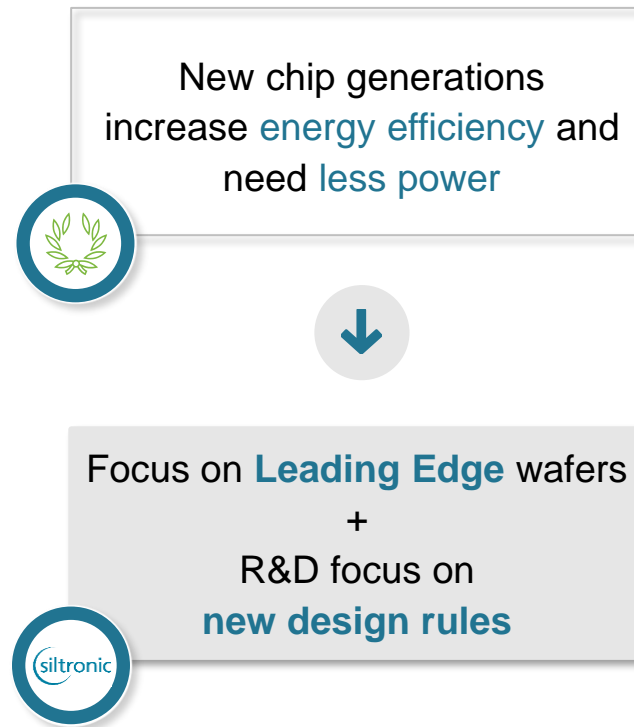 New chip generations
increase energy efficiency and
need less power
Focus on Leading Edge wafers
+
R&D focus on
new design rules
siltronic